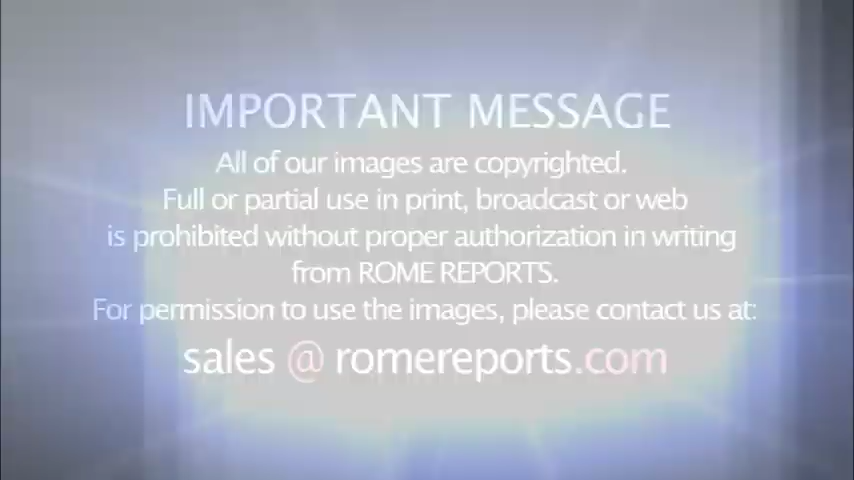 IMPORTANT MESSAGE
All of our images are copyrighted.
Full or partial use in print, broadcast or web
is prohibited without proper authorization in writing
from ROME REPORTS.
For permission to use the images, please contact us at:
sales @ romereports.com